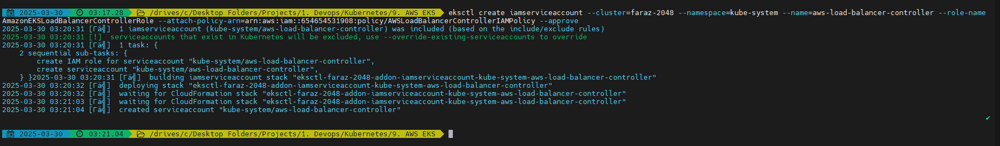 2025-03-30 03:17.28 /drives/c/Desktop Folders/Projects/1. Devops/Kubernetes/9. AWS EKS eksctl create iamserviceaccount --cluster=faraz-2048 --namespace=kube-system --name=aws-load-balancer-controller --role-name
AmazonEKSLoadBalancerControllerRole --attach-policy-arn=arn:aws:iam::654654531908:policy/AWSLoadBalancerControllerIAMPolicy --approve
2025-03-30 03:20:31 [Γä╣]  1 iamserviceaccount (kube-system/aws-load-balancer-controller) was included (based on the include/exclude rules)
2025-03-30 03:20:31 [!]  serviceaccounts that exist in Kubernetes will be excluded, use --override-existing-serviceaccounts to override
2025-03-30 03:20:31 [Γä╣]  1 task: {
    2 sequential sub-tasks: {
        create IAM role for serviceaccount "kube-system/aws-load-balancer-controller",
        create serviceaccount "kube-system/aws-load-balancer-controller",
    } }2025-03-30 03:20:31 [Γä╣]  building iamserviceaccount stack "eksctl-faraz-2048-addon-iamserviceaccount-kube-system-aws-load-balancer-controller"
2025-03-30 03:20:32 [Γä╣]  deploying stack "eksctl-faraz-2048-addon-iamserviceaccount-kube-system-aws-load-balancer-controller"
2025-03-30 03:20:32 [Γä╣]  waiting for CloudFormation stack "eksctl-faraz-2048-addon-iamserviceaccount-kube-system-aws-load-balancer-controller"
2025-03-30 03:21:03 [Γä╣]  waiting for CloudFormation stack "eksctl-faraz-2048-addon-iamserviceaccount-kube-system-aws-load-balancer-controller"
2025-03-30 03:21:04 [Γä╣]  created serviceaccount "kube-system/aws-load-balancer-controller"
✔
2025-03-30 03:21.04 /drives/c/Desktop Folders/Projects/1. Devops/Kubernetes/9. AWS EKS